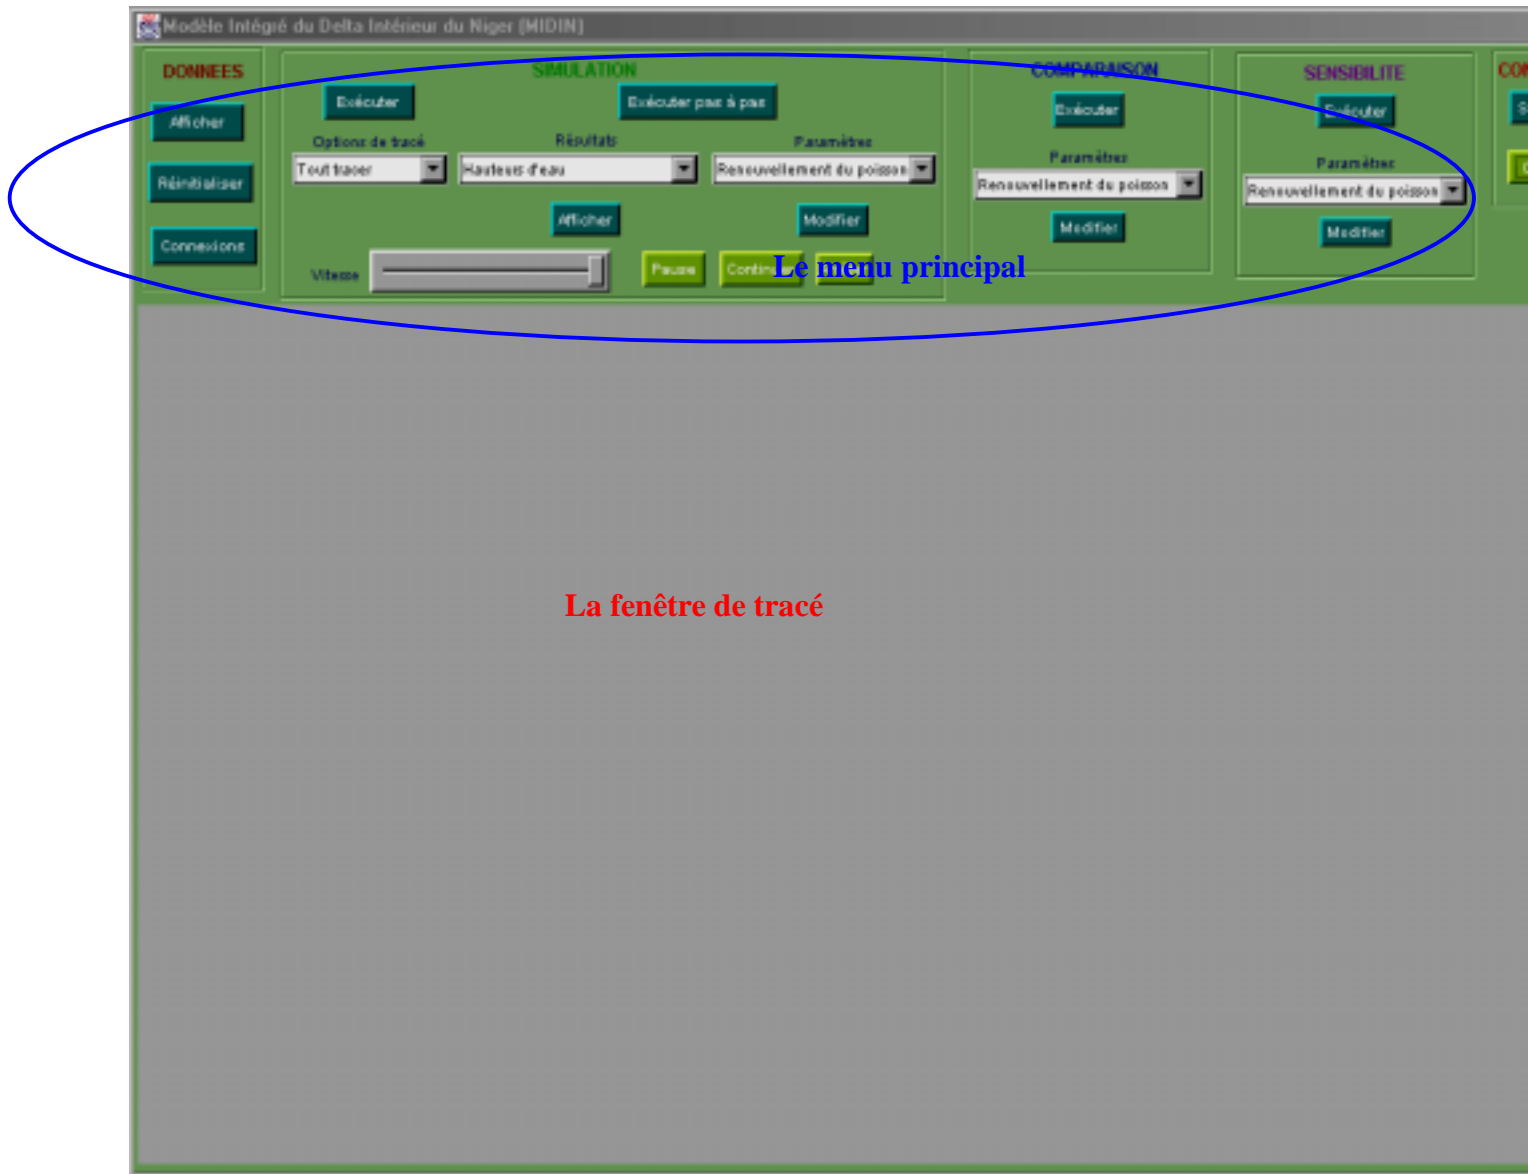 Modèle Intégré du Delta Intérieur du Niger (MIDIN)
DONNEES
Afficher
Réinitialiser
Connexions
SIMULATION
Exécuter
Exécuter pas à pas
Options de tracé
Résultats
Paramètres
Tout tracer
Hauteurs d'eau
Renouvellement du poisson
Afficher
Modifier
Vitesse
Pause
COMPARAISON
Exécuter
Paramètres
Renouvellement du poisson
Modifier
SENSIBILITE
Exécuter
Paramètres
Renouvellement du poisson
Modifier
Le menu principal
La fenêtre de tracé